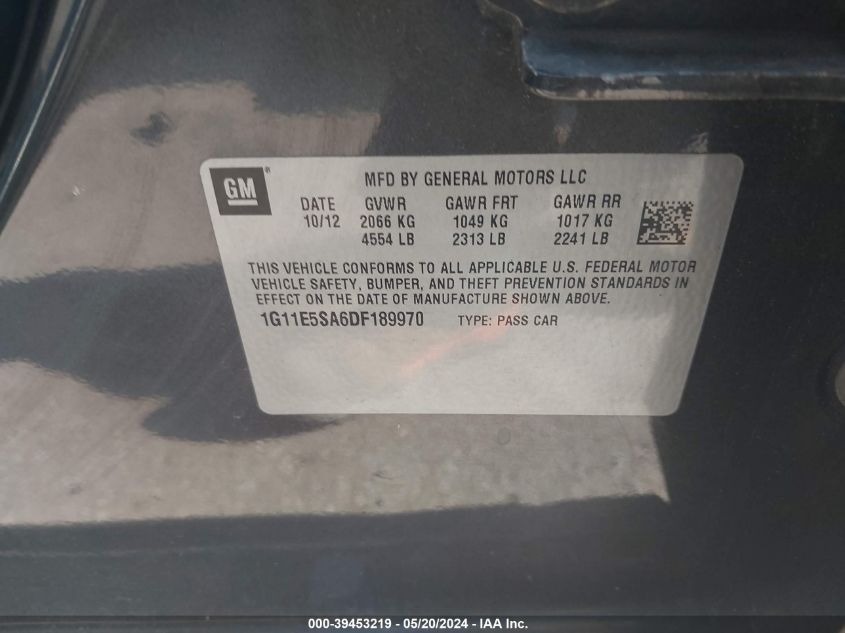 GM
MFD BY GENERAL MOTORS LLC
DATE GVWR GAWR FRT GAWR RR
10/12 2066 KG 1049 KG 1017 KG
4554 LB 2313 LB 2241 LB
THIS VEHICLE CONFORMS TO ALL APPLICABLE U.S. FEDERAL MOTOR
VEHICLE SAFETY, BUMPER, AND THEFT PREVENTION STANDARDS IN
EFFECT ON THE DATE OF MANUFACTURE SHOWN ABOVE.
1G11E5SA6DF189970 TYPE: PASS CAR
000-39453219 - 05/20/2024 - IAA Inc.